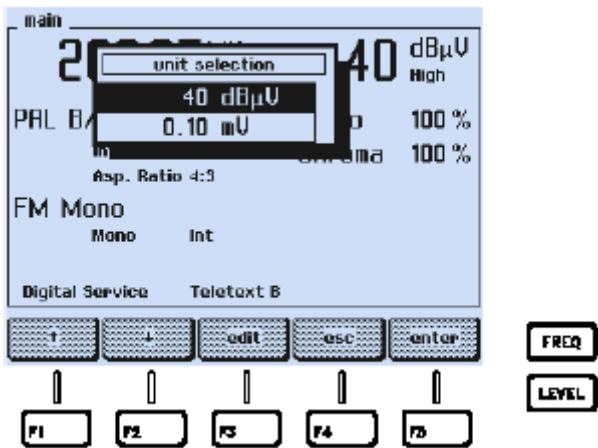 main
40 dBµV
High
unit selection
40 dBµV
0.10 mV
PAL B/
100 %
100 %
Asp. Ratio 4:3
FM Mono
Mono Int
Digital Service Teletext B
↑ ↓ edit esc enter
FREQ
LEVEL
F1 F2 F3 F4 F5